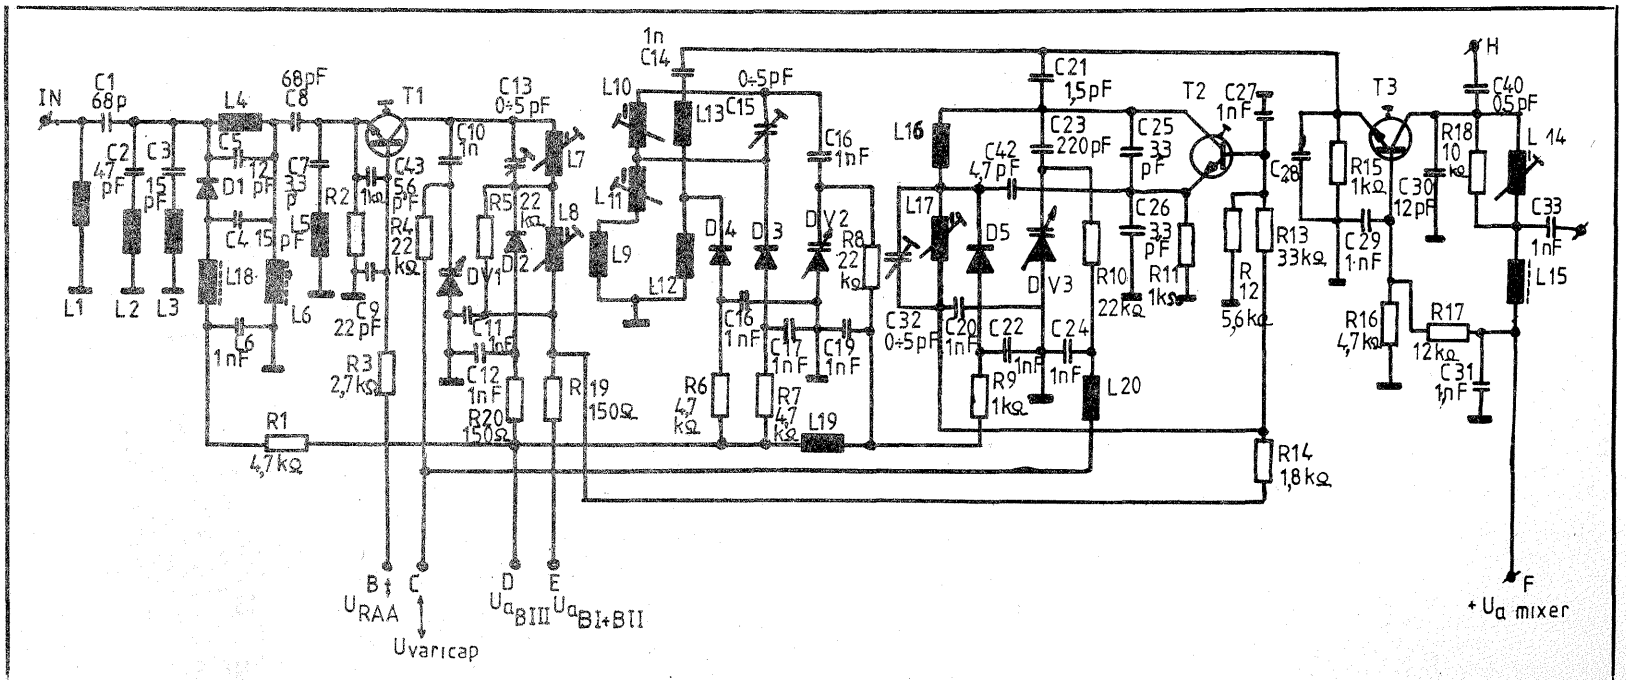 IN
C1
68p
L4
68pF
C8
T1
C13
0÷5pF
1n
C14
L10
L13
0÷5pF
C15
C16
1nF
C21
1,5pF
T2
C27
1nF
T3
H
C40
0,5pF
C2
4,7
pF
C3
15
pF
C5
12
pF
D1
C4
15
pF
C7
33
p
R2
1kΩ
C43
5,6
pF
C10
1n
L7
R5
22
kΩ
L8
D2
R4
22
kΩ
DV1
L5
L18
L6
L1
L2
L3
C6
1nF
C9
22pF
R3
2,7kΩ
C11
1nF
C12
1nF
R20
150Ω
R19
150Ω
R1
4,7kΩ
L11
L9
L12
D4
D3
DV2
R8
22
kΩ
C16
1nF
C17
1nF
C19
1nF
R6
4,7
kΩ
R7
4,7
kΩ
L19
L16
C23
220pF
C25
33
pF
C42
4,7pF
L17
D5
DV3
C26
33
pF
R10
22kΩ
R11
1kΩ
R
12
5,6kΩ
R13
33kΩ
C32
0÷5pF
C20
1nF
C22
1nF
C24
1nF
R9
1kΩ
L20
R14
1,8kΩ
C28
R15
1kΩ
C30
12pF
C29
1nF
R18
10
kΩ
L14
C33
1nF
L15
R16
4,7kΩ
R17
12kΩ
C31
1nF
B
C
D
E
F
URAA
UaBIII
UaBI+BII
+Ua mixer
Uvaricap